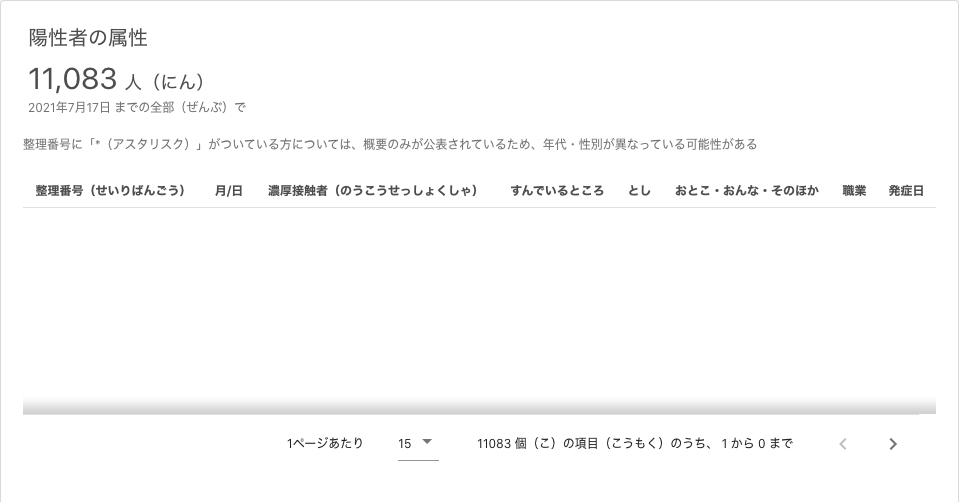 陽性者の属性
11,083 人（にん）
2021年7月17日 までの全部（ぜんぶ）で
整理番号に「*（アスタリスク）」がついている方については、概要のみが公表されているため、年代・性別が異なっている可能性がある
整理番号（せいりばんごう） 月/日 濃厚接触者（のうこうせっしょくしゃ） すんでいるところ とし おとこ・おんな・そのほか 職業 発症日
1ページあたり 15 11083 個（こ）の項目（こうもく）のうち、 1 から 0 まで